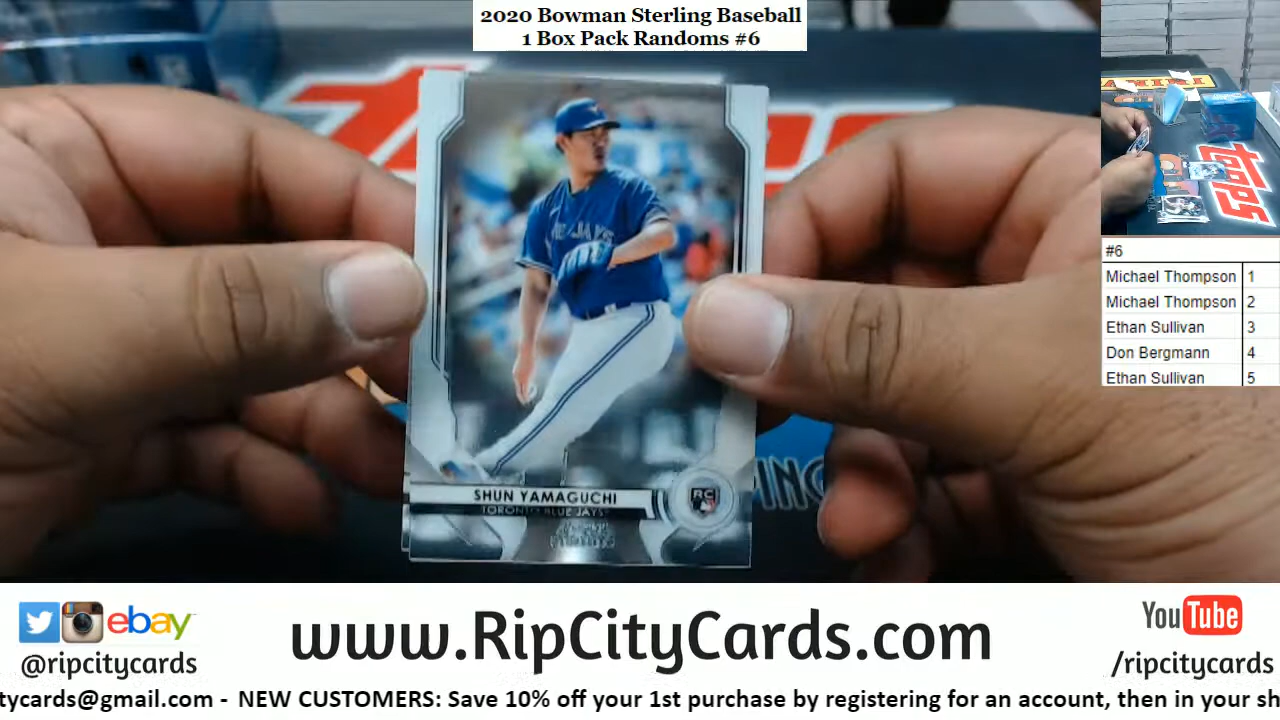 2020 Bowman Sterling Baseball
1 Box Pack Randoms #6
Topps
#6
Michael Thompson 1
Michael Thompson 2
Ethan Sullivan 3
Don Bergmann 4
Ethan Sullivan 5
SHUN YAMAGUCHI
TORONTO BLUE JAYS
RC
ebay
@ripcitycards
www.RipCityCards.com
YouTube
/ripcitycards
tycards@gmail.com - NEW CUSTOMERS: Save 10% off your 1st purchase by registering for an account, then in your sh